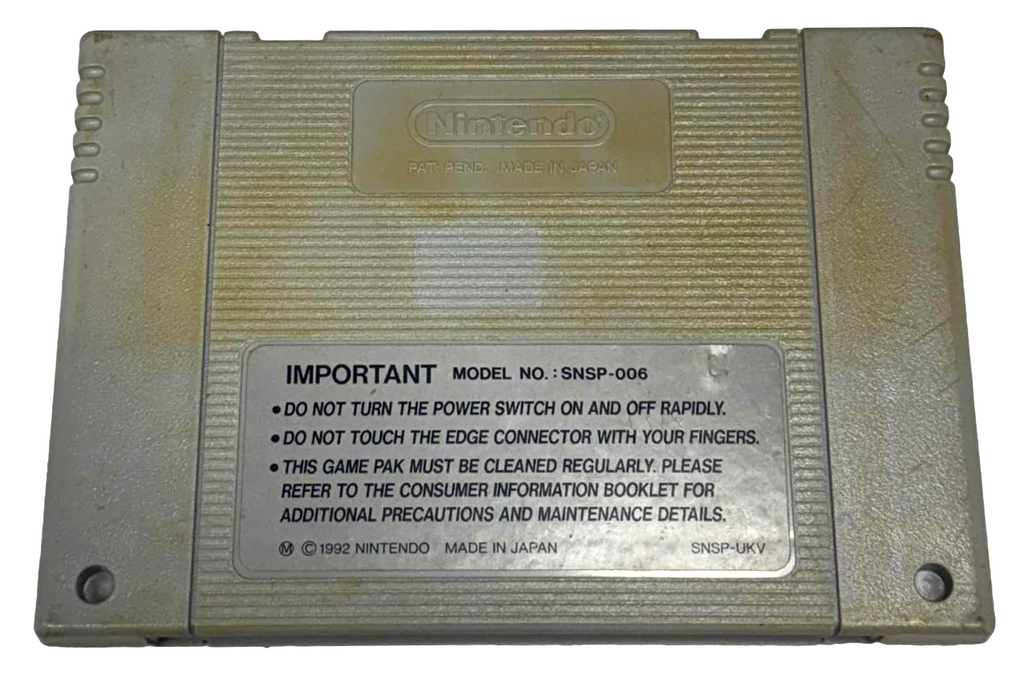 Nintendo®
PAT. PEND. MADE IN JAPAN
IMPORTANT MODEL NO. : SNSP-006
● DO NOT TURN THE POWER SWITCH ON AND OFF RAPIDLY.
● DO NOT TOUCH THE EDGE CONNECTOR WITH YOUR FINGERS.
● THIS GAME PAK MUST BE CLEANED REGULARLY. PLEASE
REFER TO THE CONSUMER INFORMATION BOOKLET FOR
ADDITIONAL PRECAUTIONS AND MAINTENANCE DETAILS.
Ⓜ © 1992 NINTENDO MADE IN JAPAN SNSP-UKV